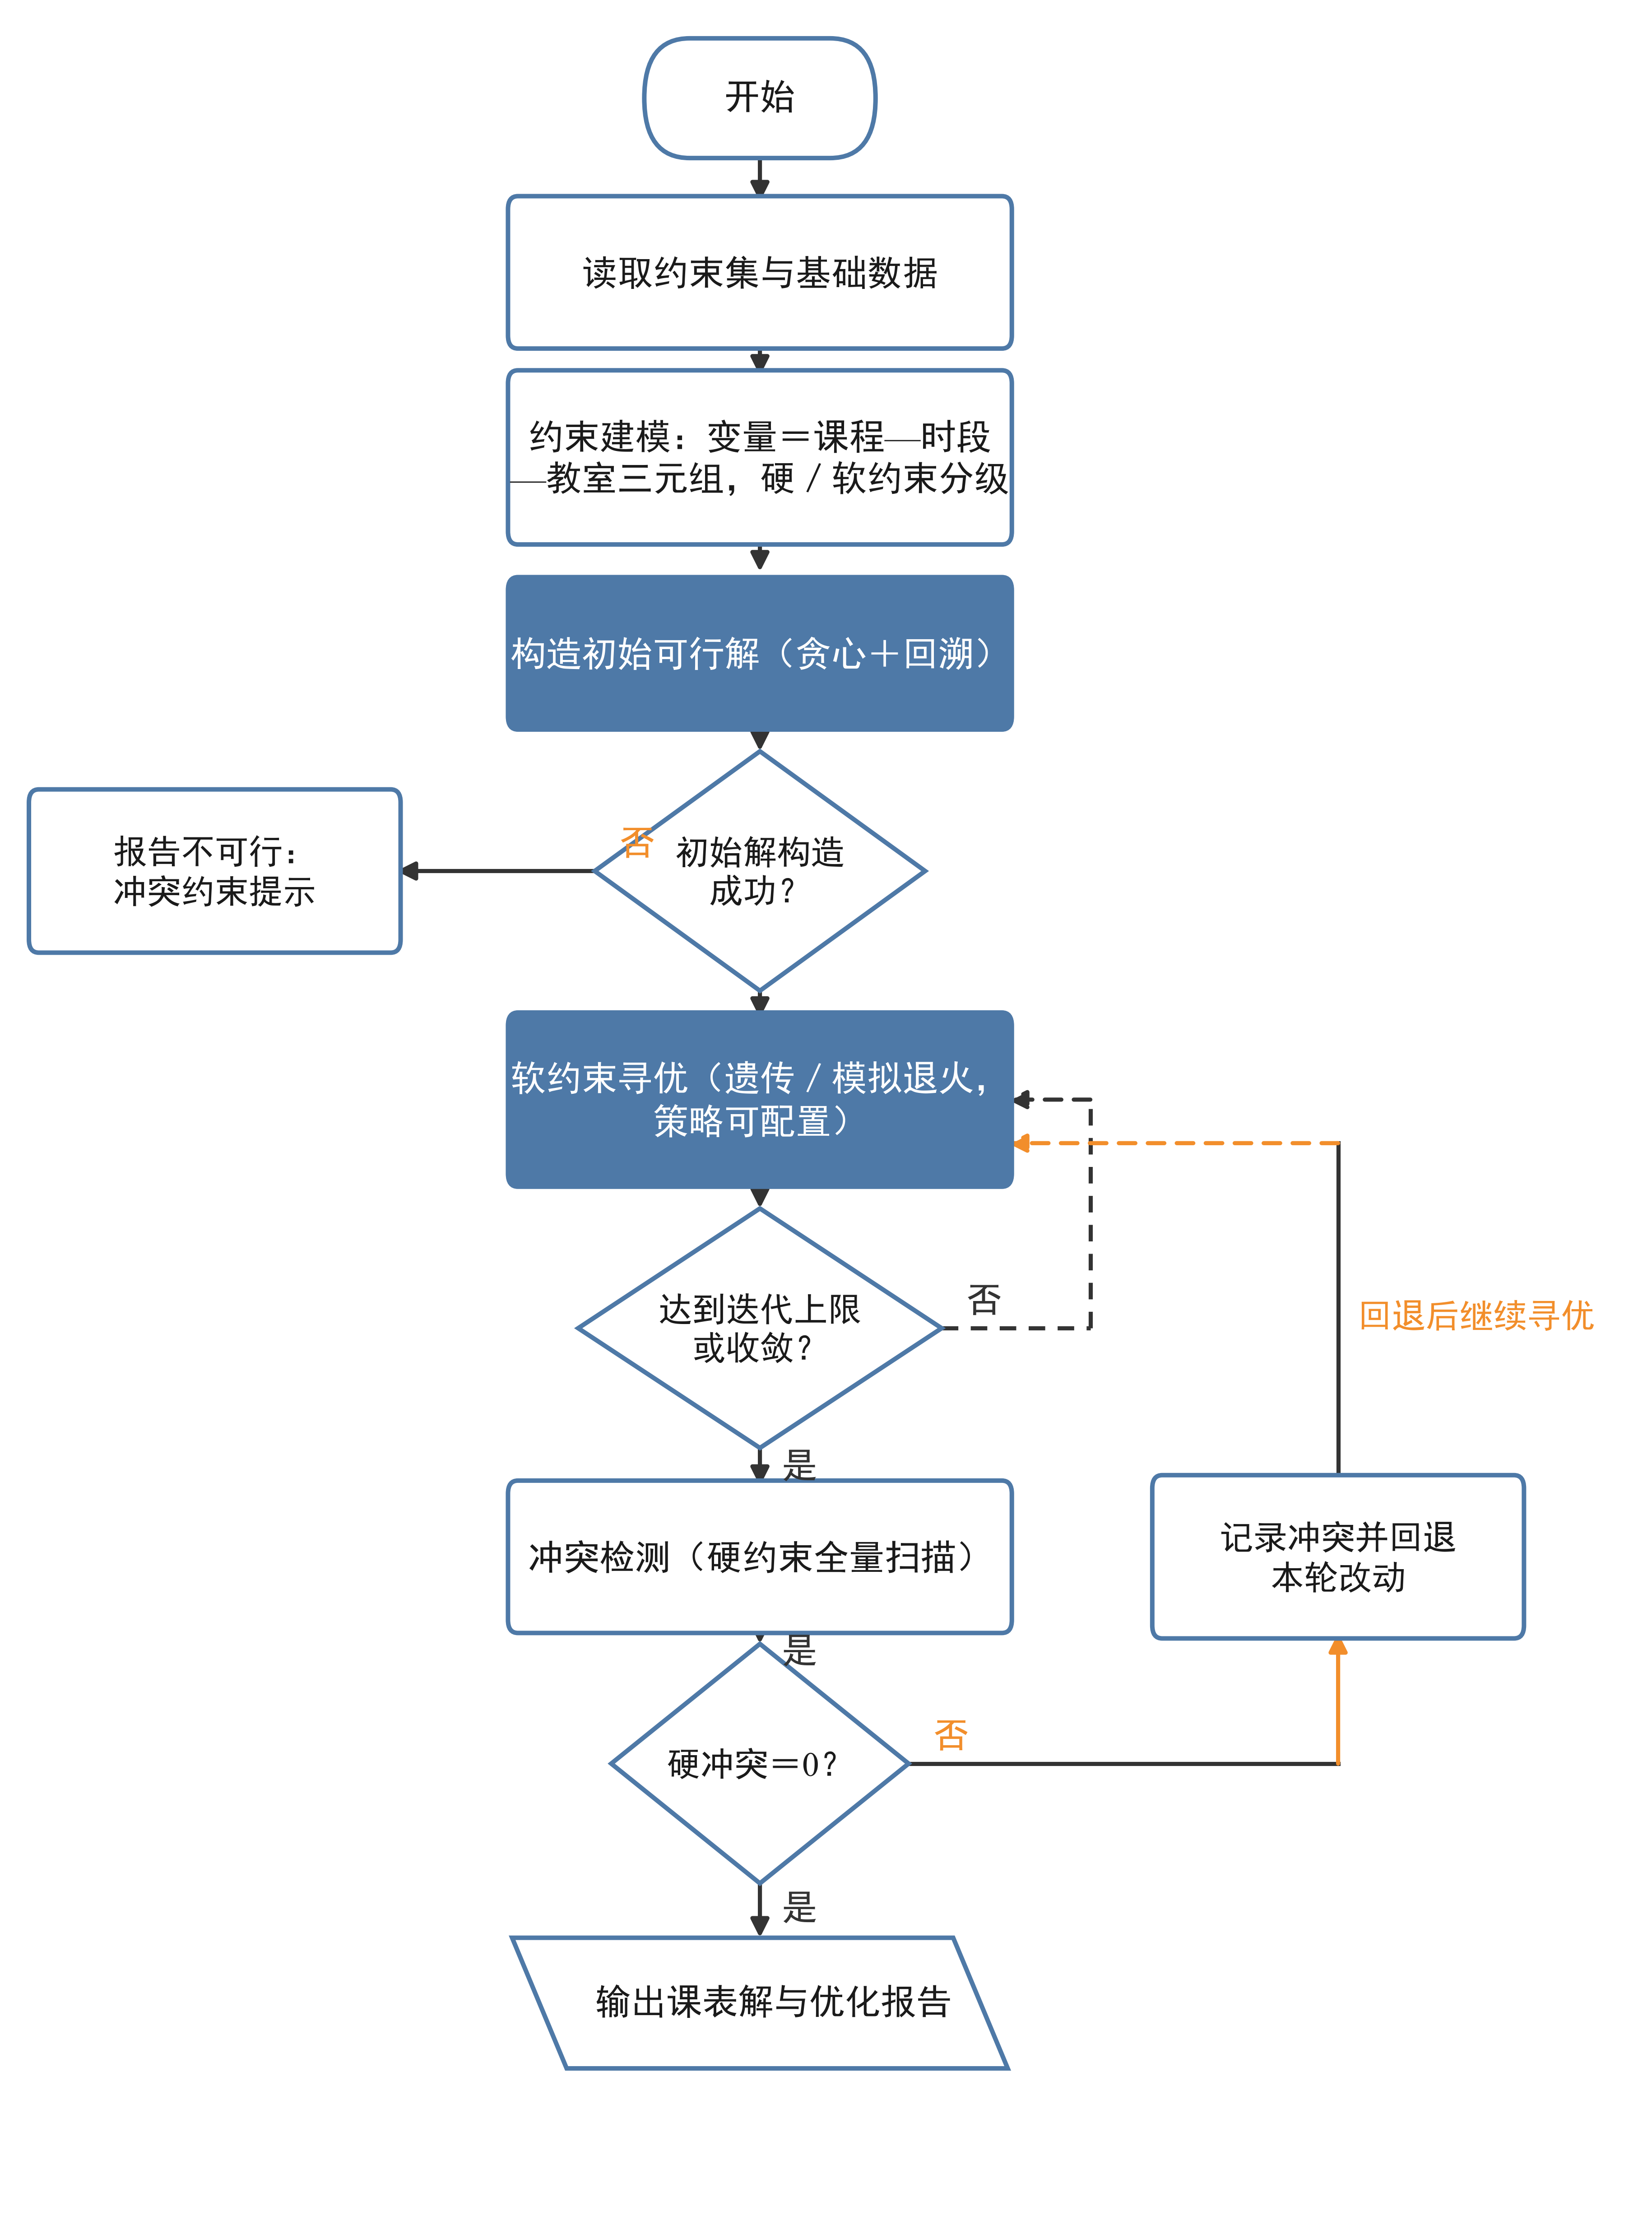 开始
读取约束集与基础数据
约束建模：变量＝课程—时段
—教室三元组，硬／软约束分级
构造初始可行解（贪心＋回溯）
否
初始解构造
成功？
报告不可行：
冲突约束提示
软约束寻优（遗传／模拟退火，
策略可配置）
达到迭代上限
或收敛？
否
回退后继续寻优
是
冲突检测（硬约束全量扫描）
记录冲突并回退
本轮改动
是
硬冲突＝0？
否
是
输出课表解与优化报告